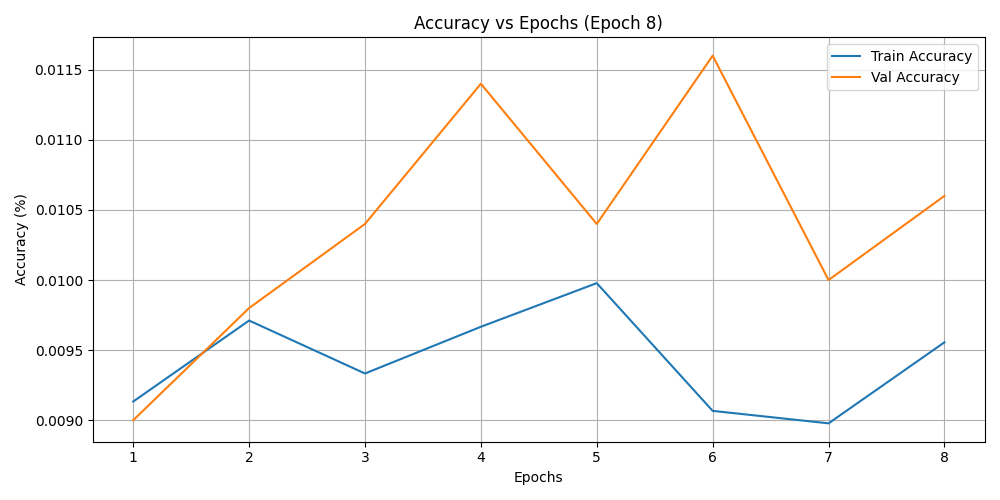 Accuracy vs Epochs (Epoch 8)
Train Accuracy
Val Accuracy
Accuracy (%)
0.0115
0.0110
0.0105
0.0100
0.0095
0.0090
1 2 3 4 5 6 7 8
Epochs